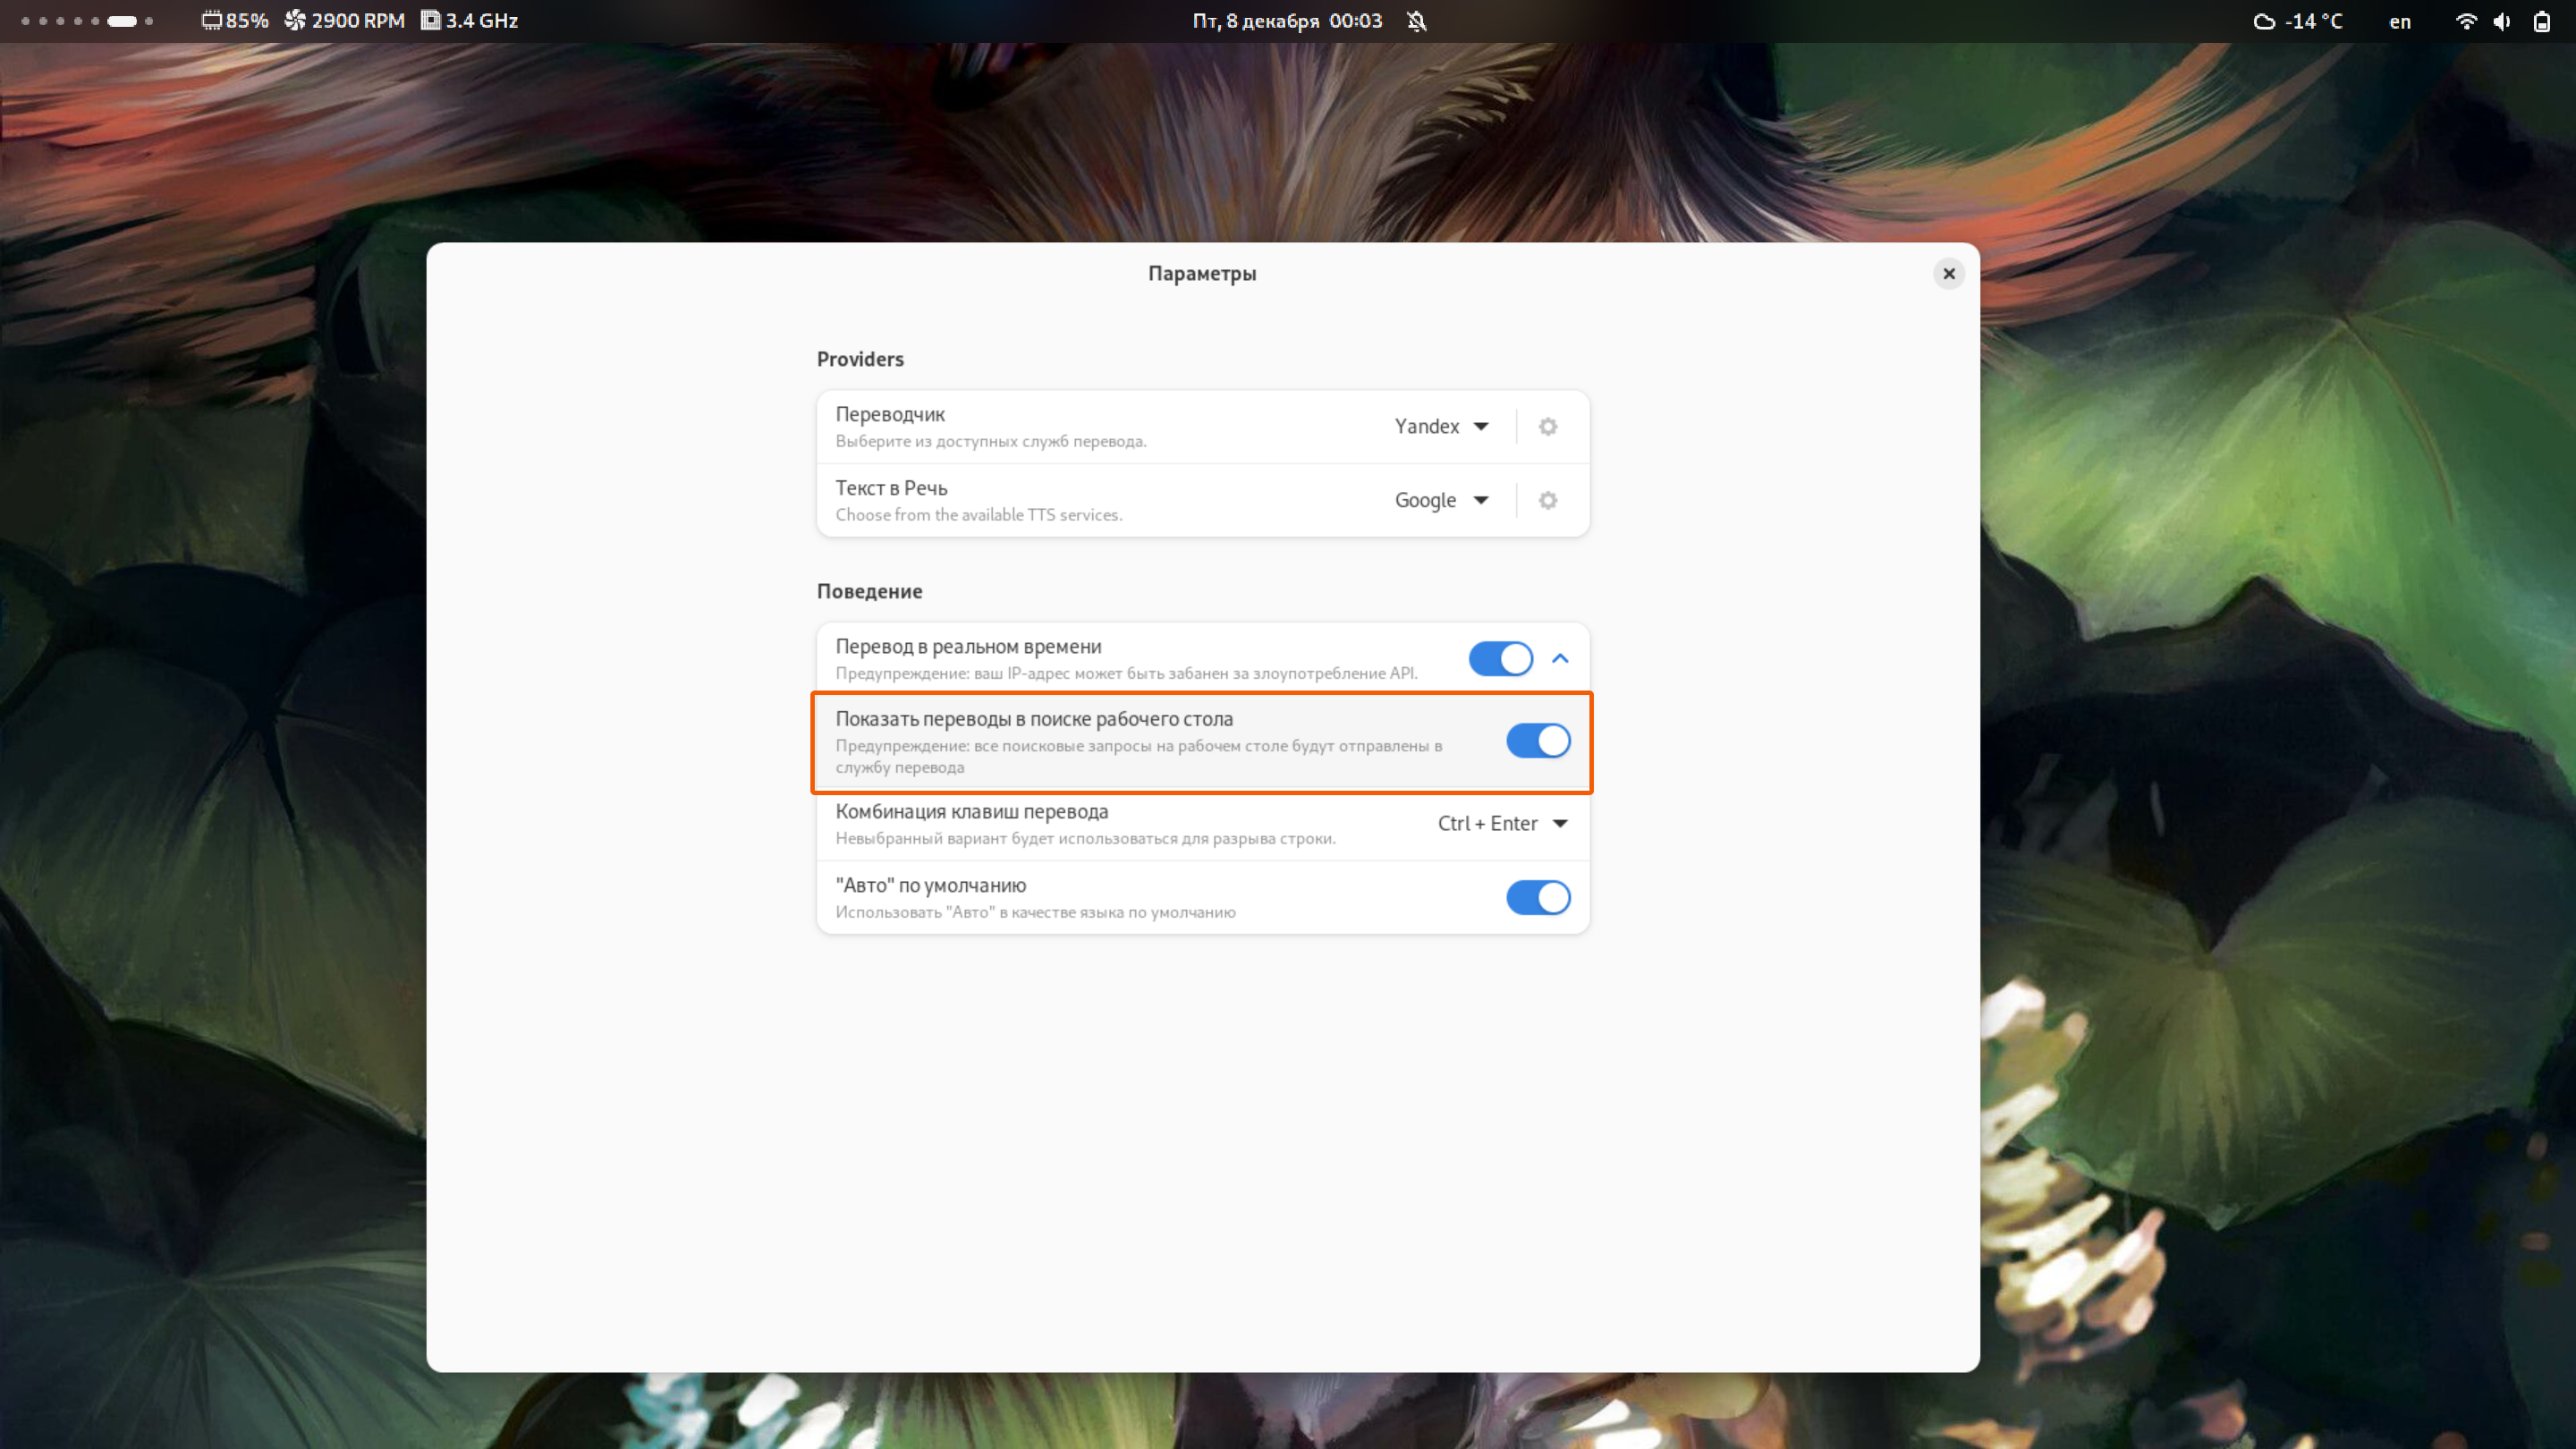 85% 2900 RPM 3.4 GHz
Пт, 8 декабря 00:03
-14 °C en
Параметры
Providers
Переводчик
Выберите из доступных служб перевода.
Yandex
Текст в Речь
Choose from the available TTS services.
Google
Поведение
Перевод в реальном времени
Предупреждение: ваш IP-адрес может быть забанен за злоупотребление API.
Показать переводы в поиске рабочего стола
Предупреждение: все поисковые запросы на рабочем столе будут отправлены в
службу перевода
Комбинация клавиш перевода
Невыбранный вариант будет использоваться для разрыва строки.
Ctrl + Enter
"Авто" по умолчанию
Использовать "Авто" в качестве языка по умолчанию